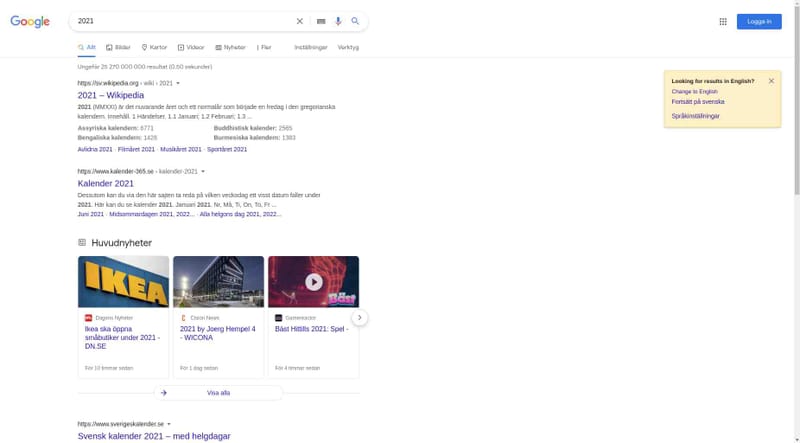 Google
2021
Logga in
Allt Bilder Kartor Videor Nyheter Fler Inställningar Verktyg
Ungefär 25 270 000 000 resultat (0,60 sekunder)
https://sv.wikipedia.org › wiki › 2021
2021 – Wikipedia
2021 (MMXXI) är det nuvarande året och ett normalår som började en fredag i den gregorianska
kalendern. Innehåll. 1 Händelser. 1.1 Januari; 1.2 Februari; 1.3 ...
Assyriska kalendern: 6771 Buddhistisk kalender: 2565
Bengaliska kalendern: 1428 Burmesiska kalendern: 1383
Avlidna 2021 · Filmåret 2021 · Musikåret 2021 · Sportåret 2021
https://www.kalender-365.se › kalender-2021
Kalender 2021
Dessutom kan du via den här sajten ta reda på vilken veckodag ett visst datum faller under
2021. Här kan du se kalender 2021. Januari 2021. Nr, Må, Ti, On, To, Fr ...
Juni 2021 · Midsommardagen 2021, 2022... · Alla helgons dag 2021, 2022...
Huvudnyheter
IKEA
Bäst
Dagens Nyheter
Ikea ska öppna
småbutiker under 2021 -
DN.SE
För 10 timmar sedan
Cision News
2021 by Joerg Hempel 4
- WICONA
För 1 dag sedan
Gamereactor
Bäst Hittills 2021: Spel -
För 4 timmar sedan
Visa alla
https://www.sverigeskalender.se
Svensk kalender 2021 – med helgdagar
Looking for results in English?
Change to English
Fortsätt på svenska
Språkinställningar